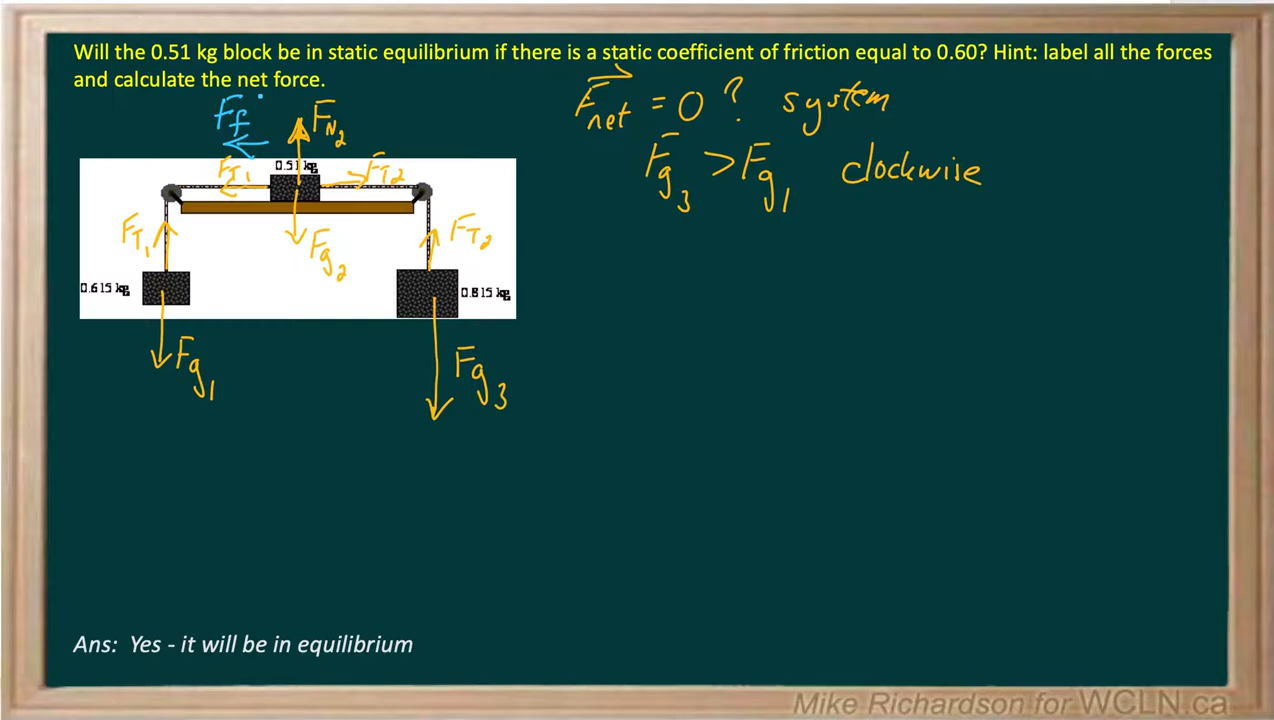 Will the 0.51 kg block be in static equilibrium if there is a static coefficient of friction equal to 0.60? Hint: label all the forces
and calculate the net force.
Fnet = 0 ? system
Ff
FN2
Fg3 > Fg1 clockwise
0.51 kg
FT1
FT2
FT1
FT2
Fg2
0.615 kg
0.815 kg
Fg1
Fg3
Ans: Yes - it will be in equilibrium
Mike Richardson for WCLN.ca